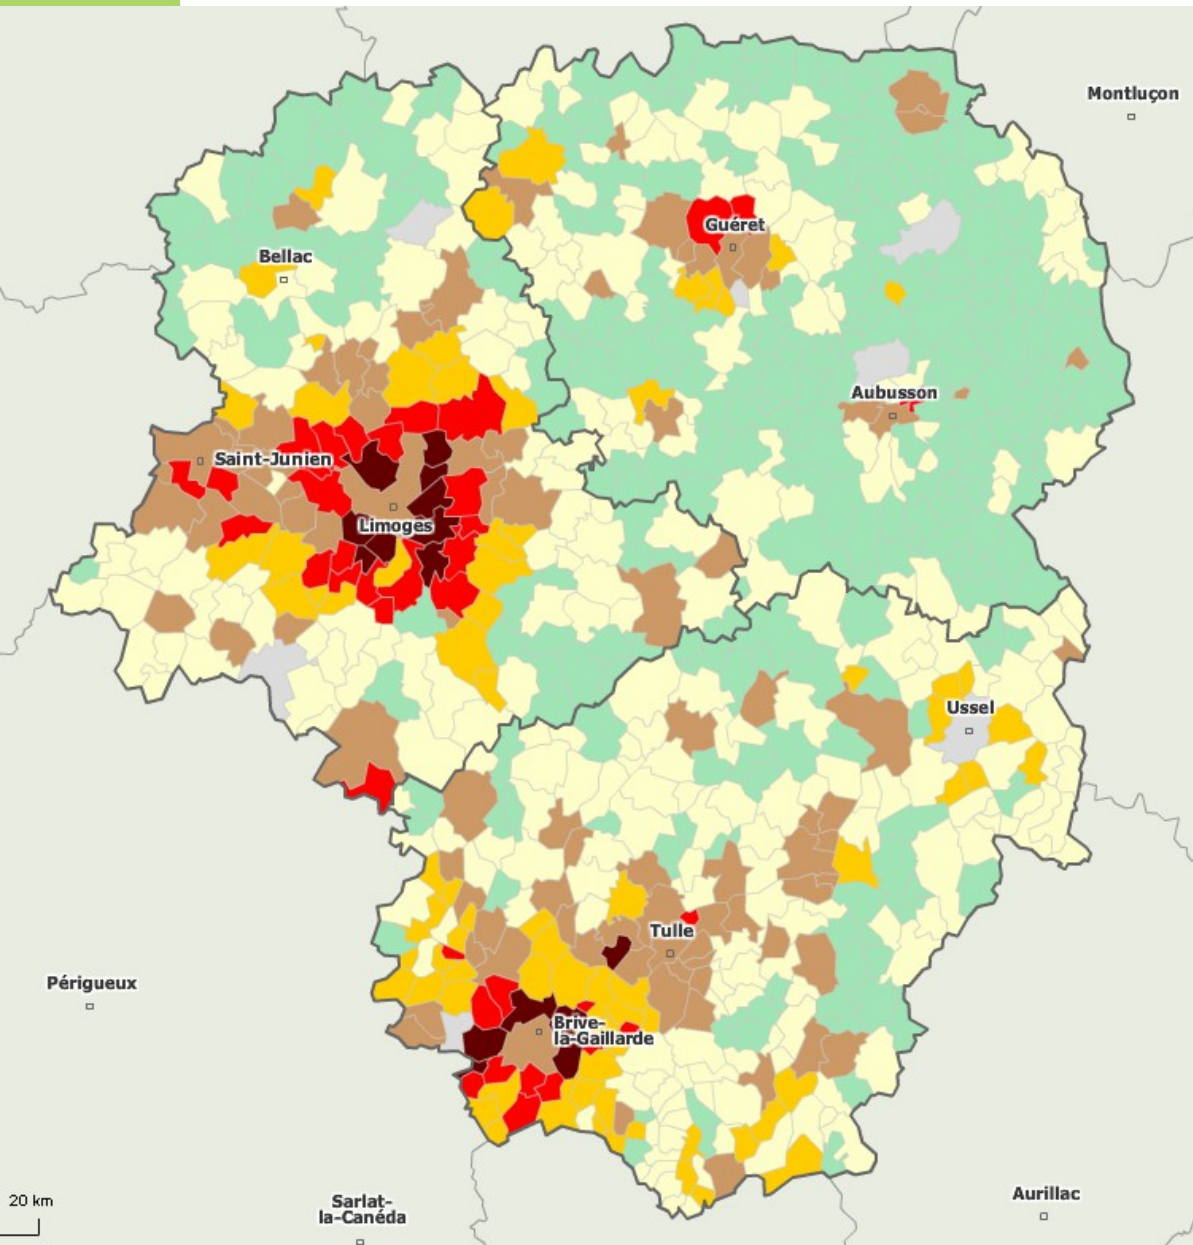 Montluçon
Guéret
Bellac
Aubusson
Saint-Junien
Limoges
Ussel
Tulle
Périgueux
Brive-
la-Gaillarde
20 km
Sarlat-
la-Canéda
Aurillac